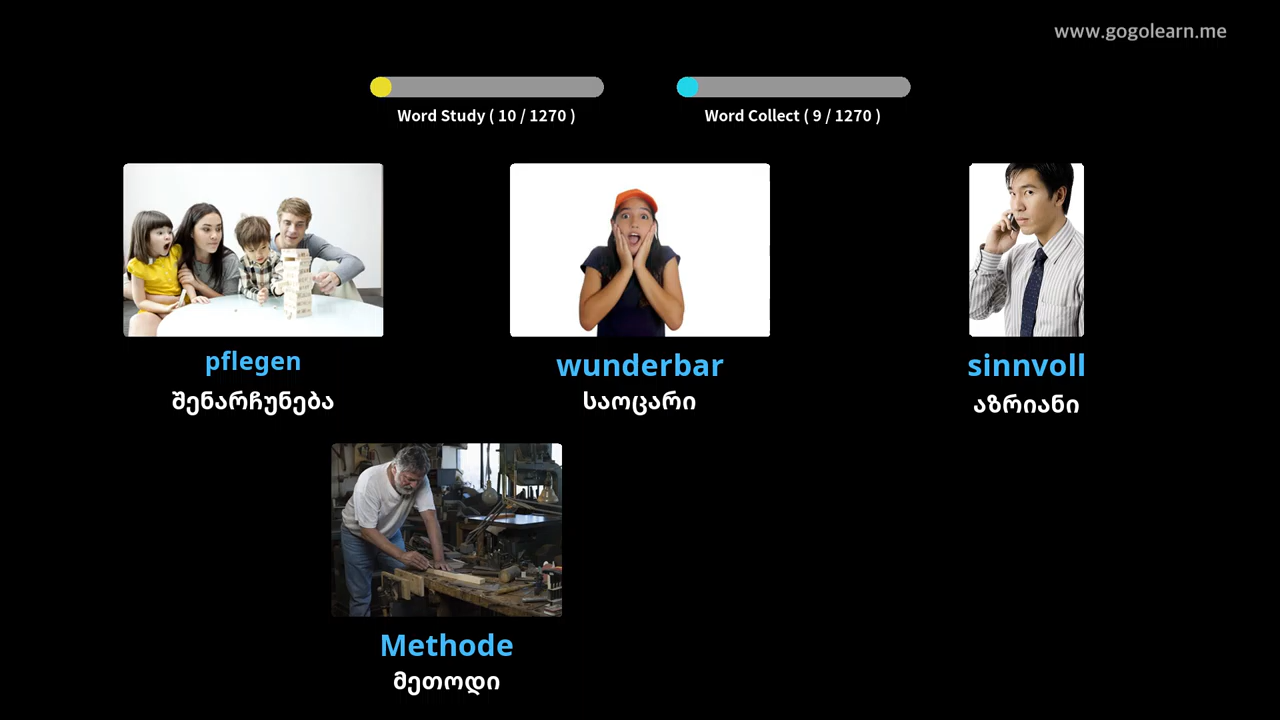 www.gogolearn.me
Word Study ( 10 / 1270 )
Word Collect ( 9 / 1270 )
pflegen
შენარჩუნება
wunderbar
საოცარი
sinnvoll
აზრიანი
Methode
მეთოდი